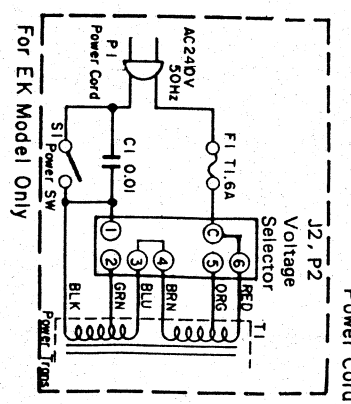 AC240V
50Hz
P1
Power Cord
F1 T1.6A
C1 0.01
S1
Power SW
J2, P2
Voltage
Selector
C
1
2
3
4
5
6
BLK
GRN
BLU
BRN
ORG
RED
T1
Power Trans
For EK Model Only
Power Cord